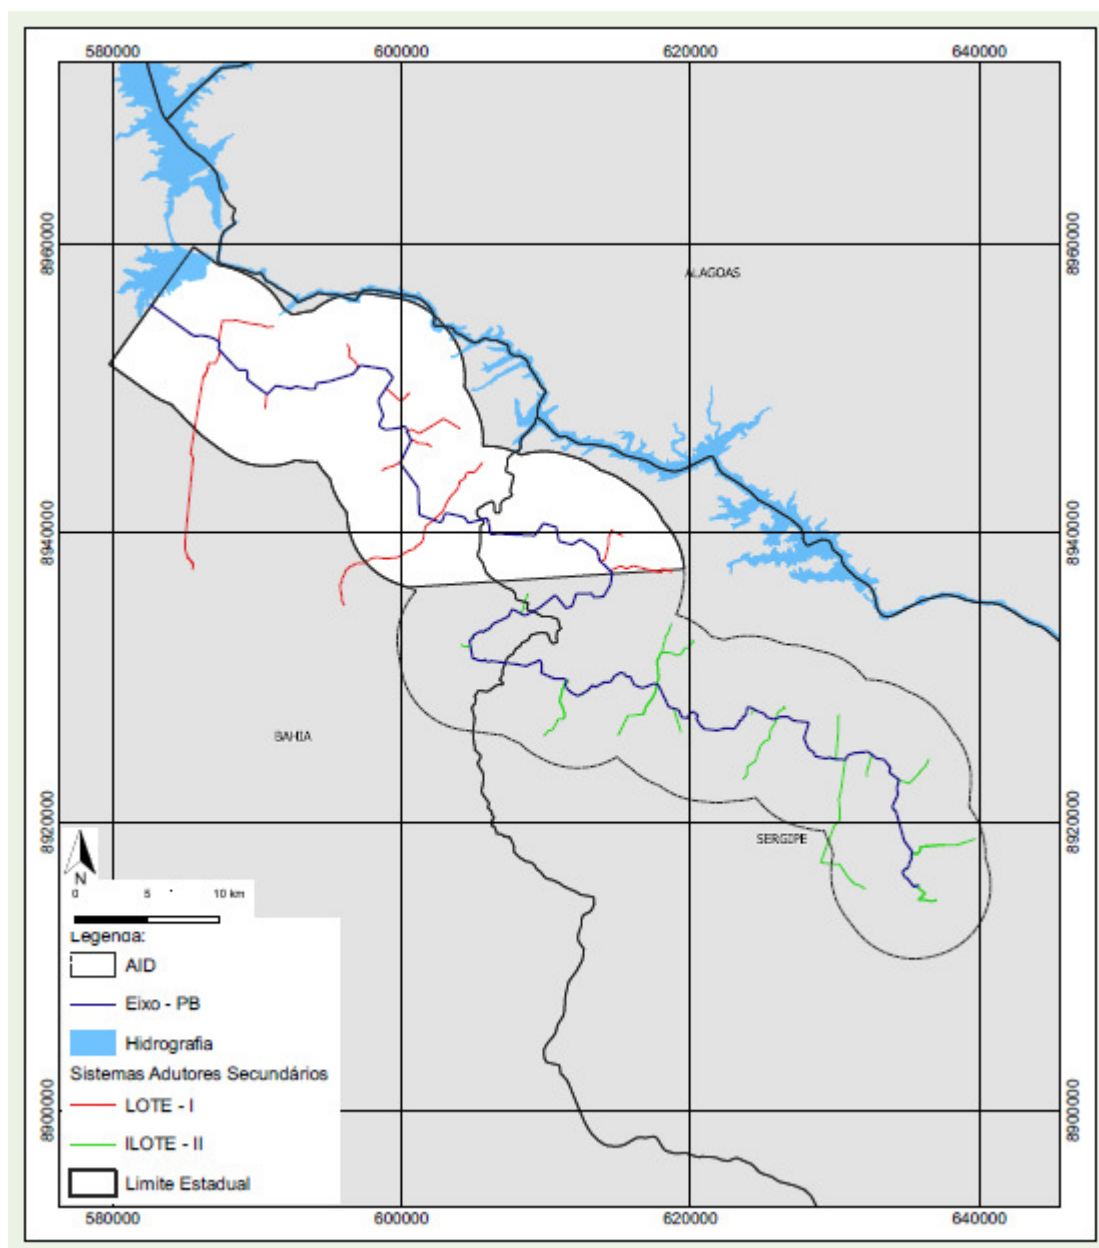 580000 600000 620000 640000
8960000 8960000
ALAGOAS
8940000 8940000
BAHIA
8920000 8920000
SERGIPE
N
0 5 10 km
Legenda:
AID
Eixo - PB
Hidrografia
Sistemas Adutores Secundários
LOTE - I
8900000 8900000
ILOTE - II
Limite Estadual
580000 600000 620000 640000